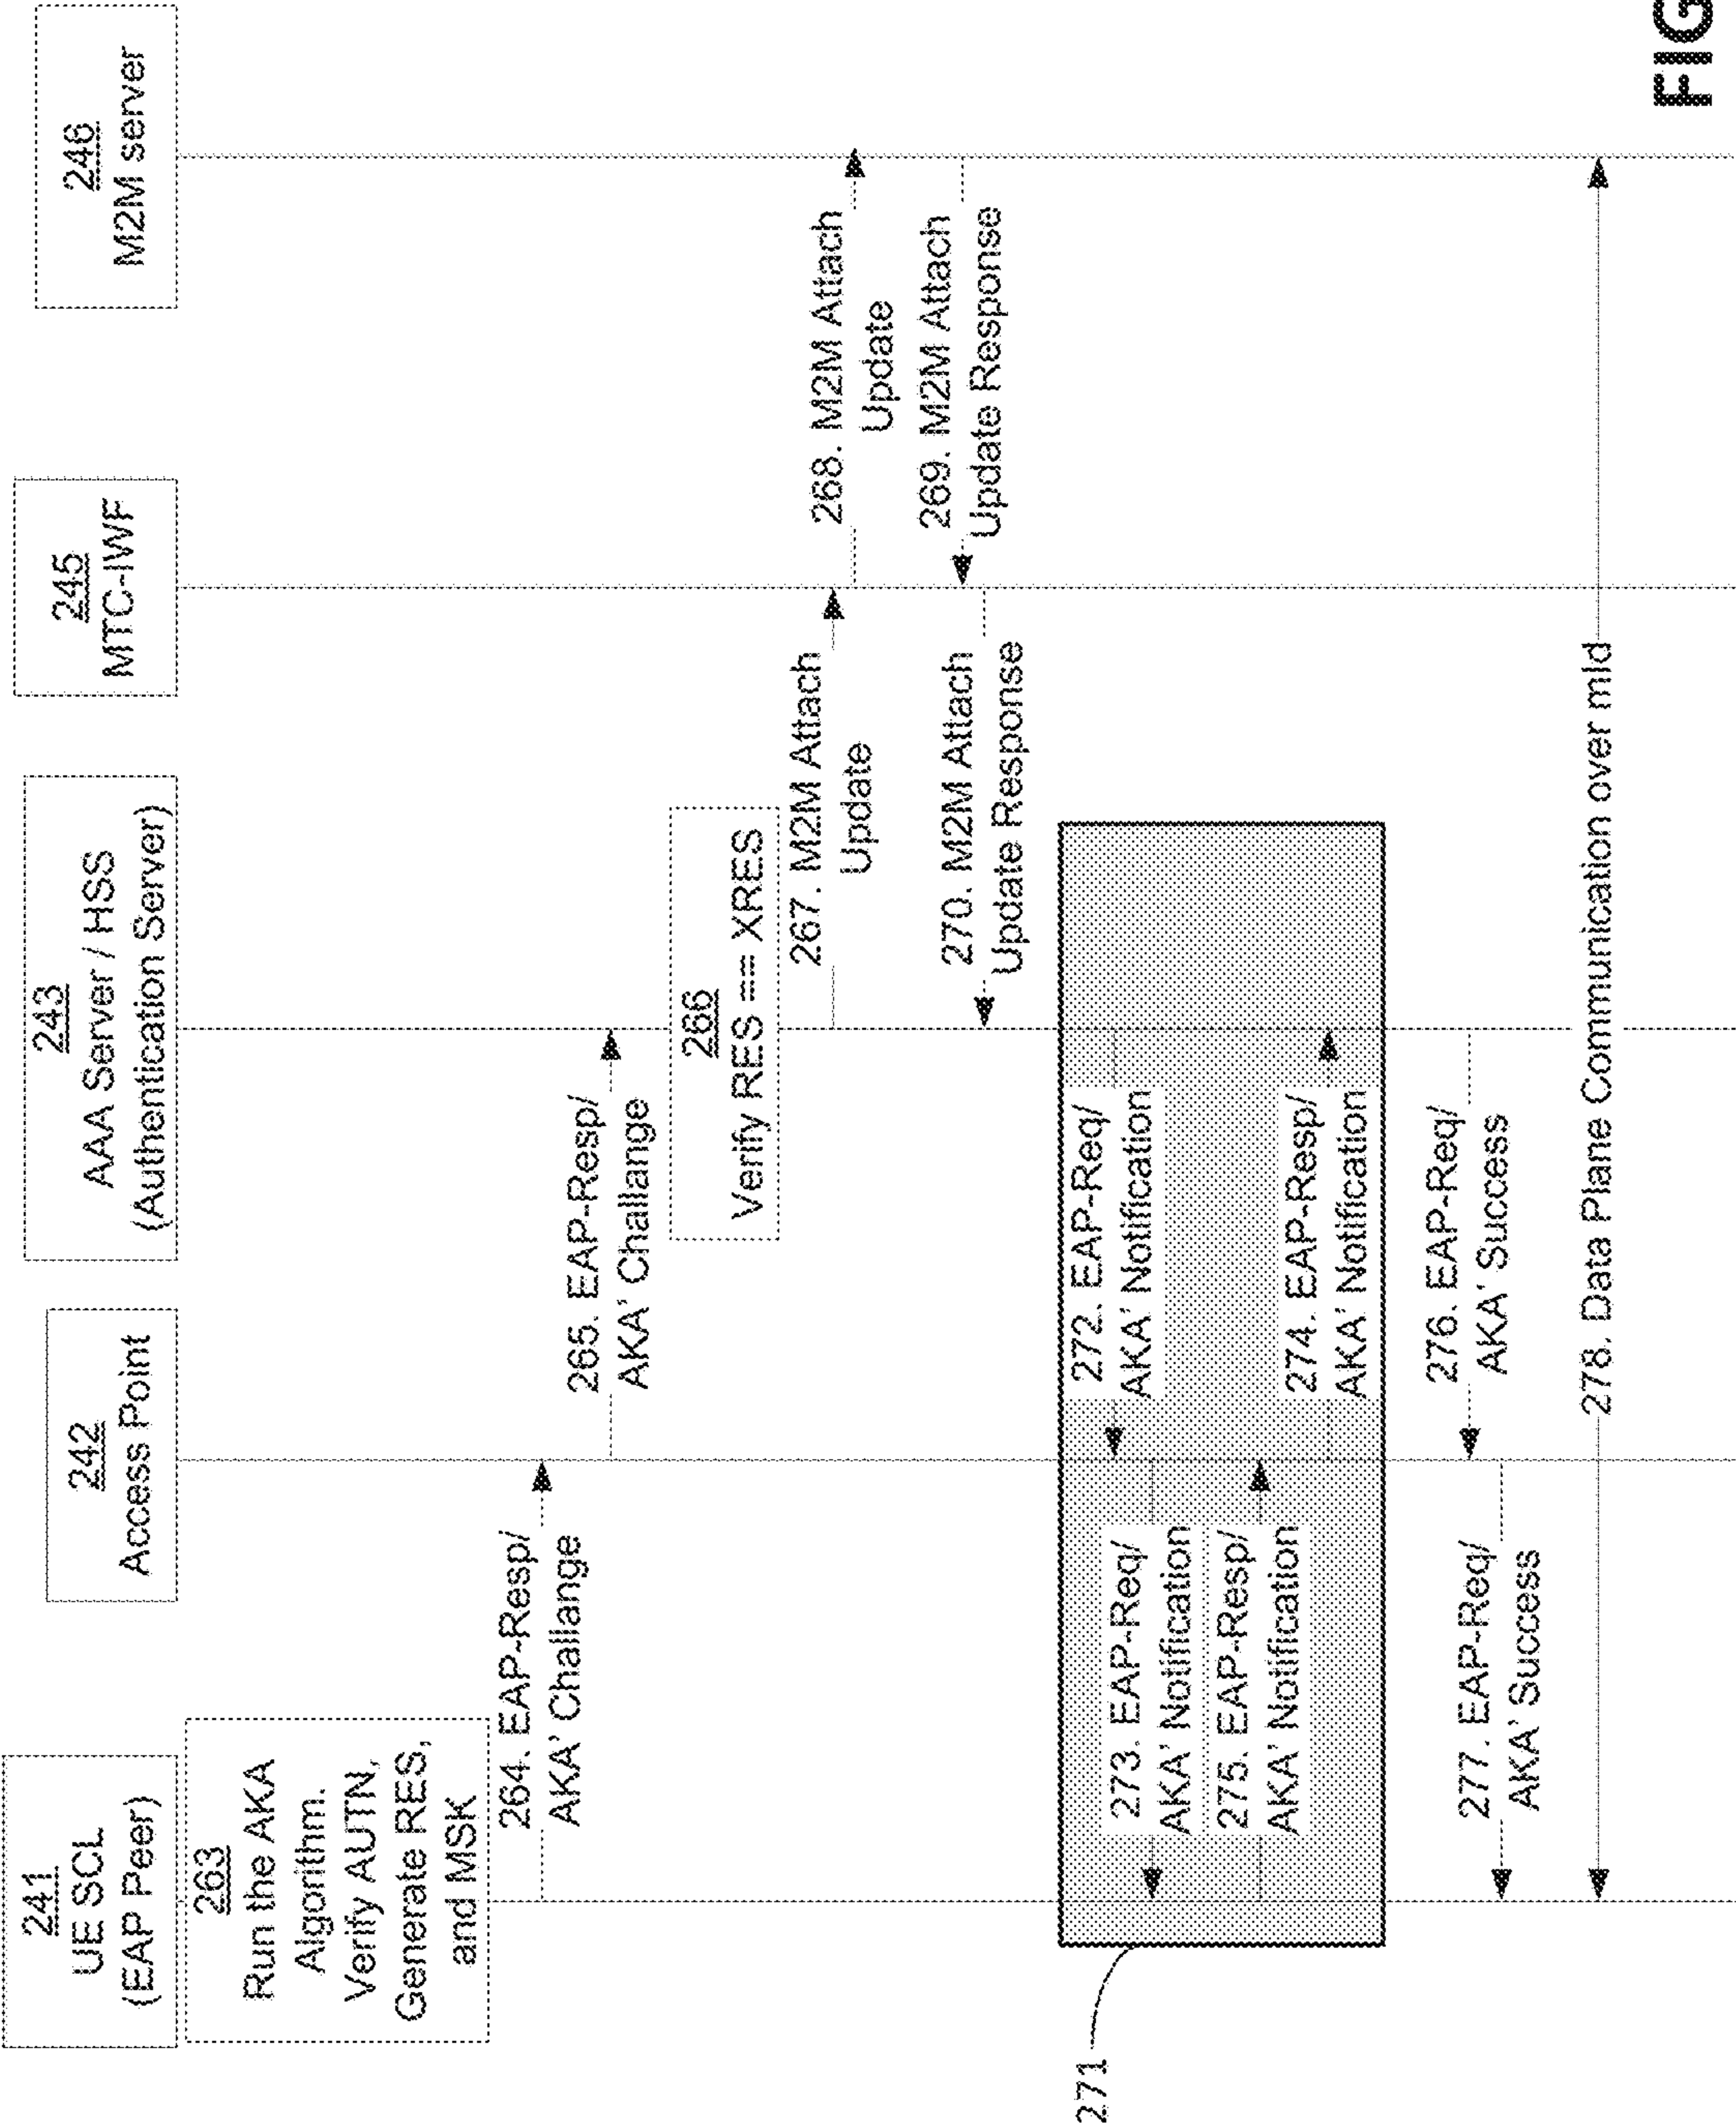 241
UE SCL
(EAP Peer)
242
Access Point
243
AAA Server / HSS
(Authentication Server)
245
MTC-IWF
246
M2M server
263
Run the AKA
Algorithm.
Verify AUTN,
Generate RES,
and MSK
264. EAP-Resp/
AKA' Challange
265. EAP-Resp/
AKA' Challange
266
Verify RES == XRES
267. M2M Attach
Update
268. M2M Attach
Update
269. M2M Attach
Update Response
270. M2M Attach
Update Response
271
272. EAP-Req/
AKA' Notification
273. EAP-Req/
AKA' Notification
275. EAP-Resp/
AKA' Notification
274. EAP-Resp/
AKA' Notification
276. EAP-Req/
AKA' Success
277. EAP-Req/
AKA' Success
278. Data Plane Communication over mId
FIG